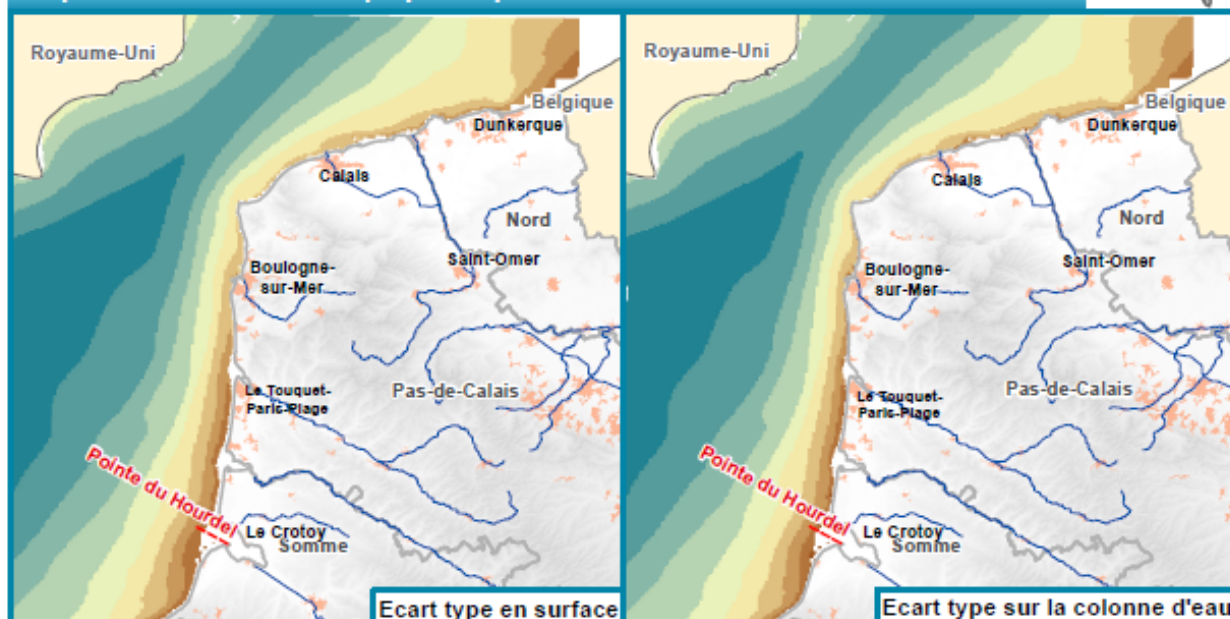 Royaume-Uni
Belgique
Dunkerque
Calais
Nord
Boulogne-
sur-Mer
Saint-Omer
Le Touquet-
Paris-Plage
Pas-de-Calais
Pointe du Hourdel
Le Crotoy
Somme
Ecart type en surface
Royaume-Uni
Belgique
Dunkerque
Calais
Nord
Boulogne-
sur-Mer
Saint-Omer
Le Touquet-
Paris-Plage
Pas-de-Calais
Pointe du Hourdel
Le Crotoy
Somme
Ecart type sur la colonne d'eau